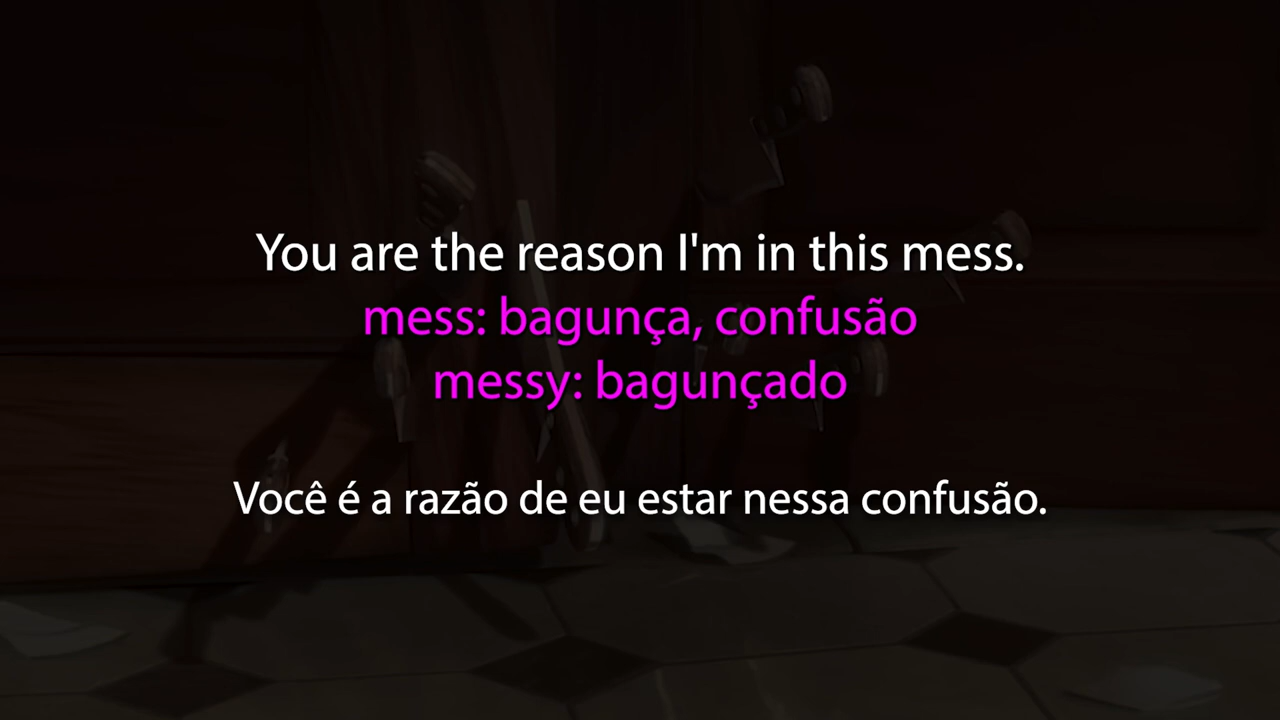 You are the reason I'm in this mess.
mess: bagunça, confusão
messy: bagunçado
Você é a razão de eu estar nessa confusão.